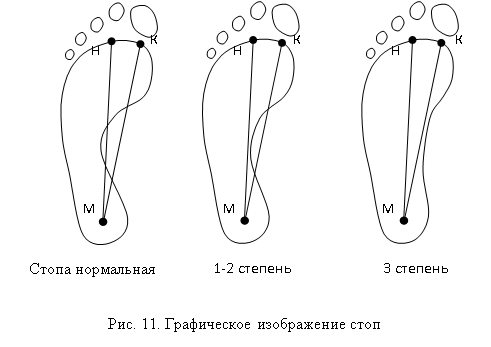 Н К Н К Н К
М М М
Стопа нормальная 1-2 степень 3 степень
Рис. 11. Графическое изображение стоп